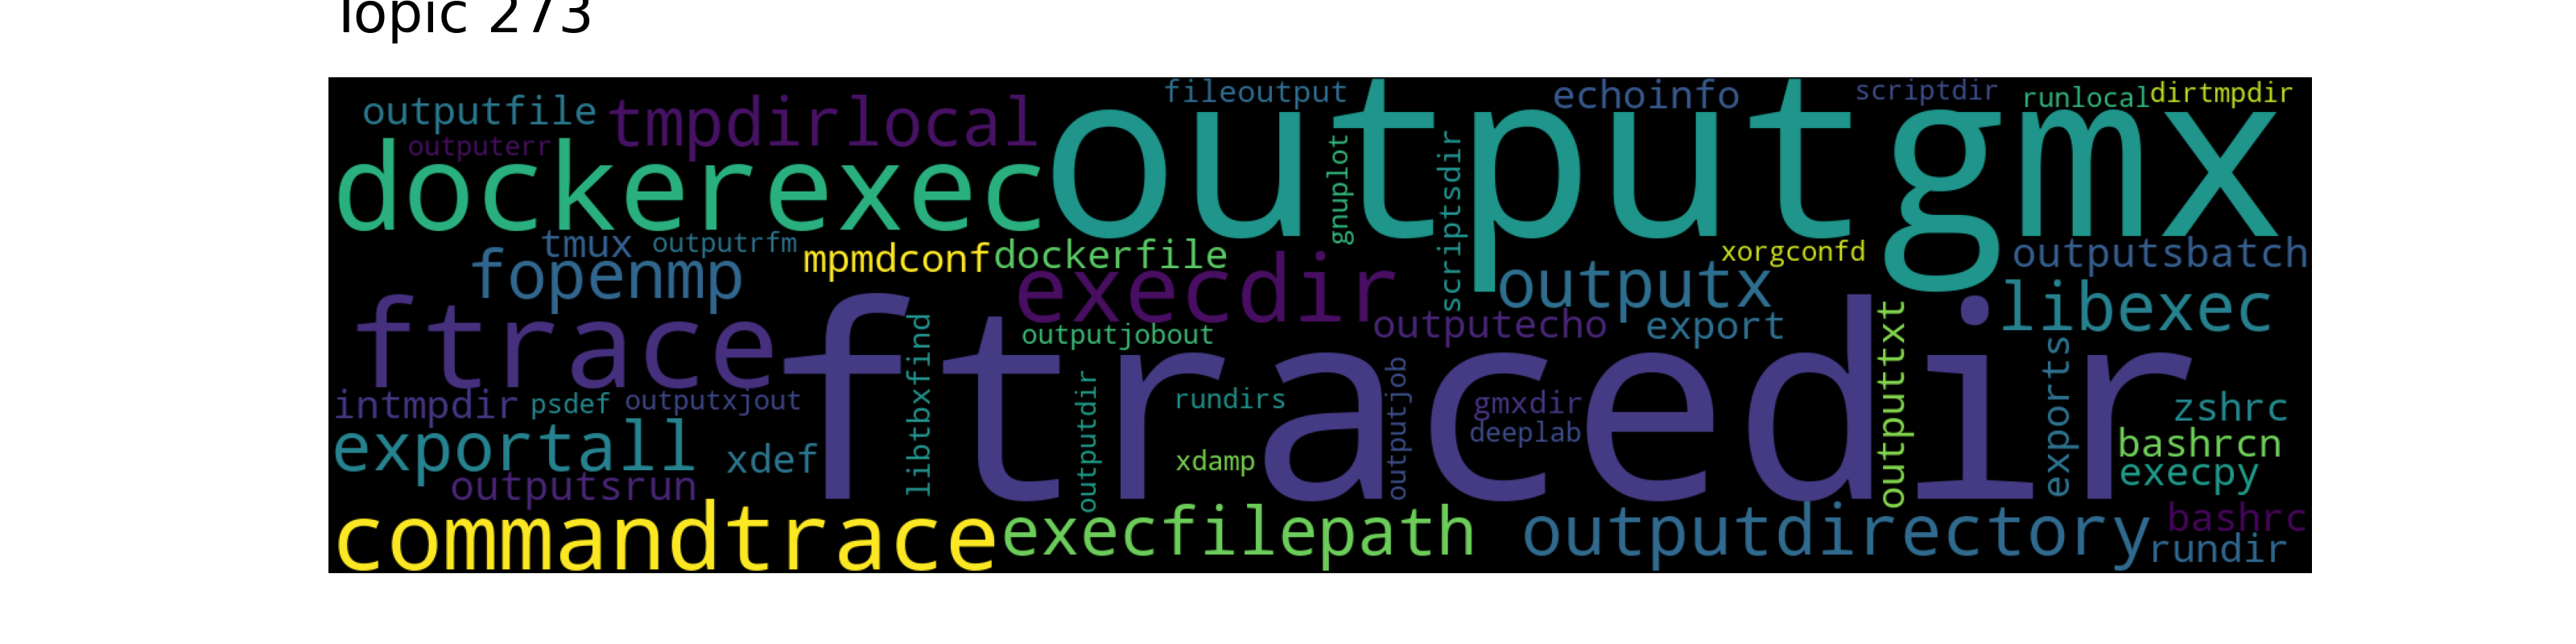 Topic 273
outputfile
tmpdirlocal
fileoutput
echoinfo
scriptdir
runlocal
dirtmpdir
outputerr
dockerexec
outputgmx
gnuplot
scriptsdir
tmux
outputrfm
mpmdconf
dockerfile
xorgconfd
outputsbatch
fopenmp
execdir
outputx
libexec
ftrace
outputjobout
outputecho
export
ftracedir
libtbxfind
outputtxt
exports
intmpdir
psdef
outputxjout
outputdir
rundirs
outputjob
gmxdir
deeplab
zshrc
exportall
xdef
xdamp
bashrcn
execpy
outputsrun
commandtrace
execfilepath
outputdirectory
bashrc
rundir